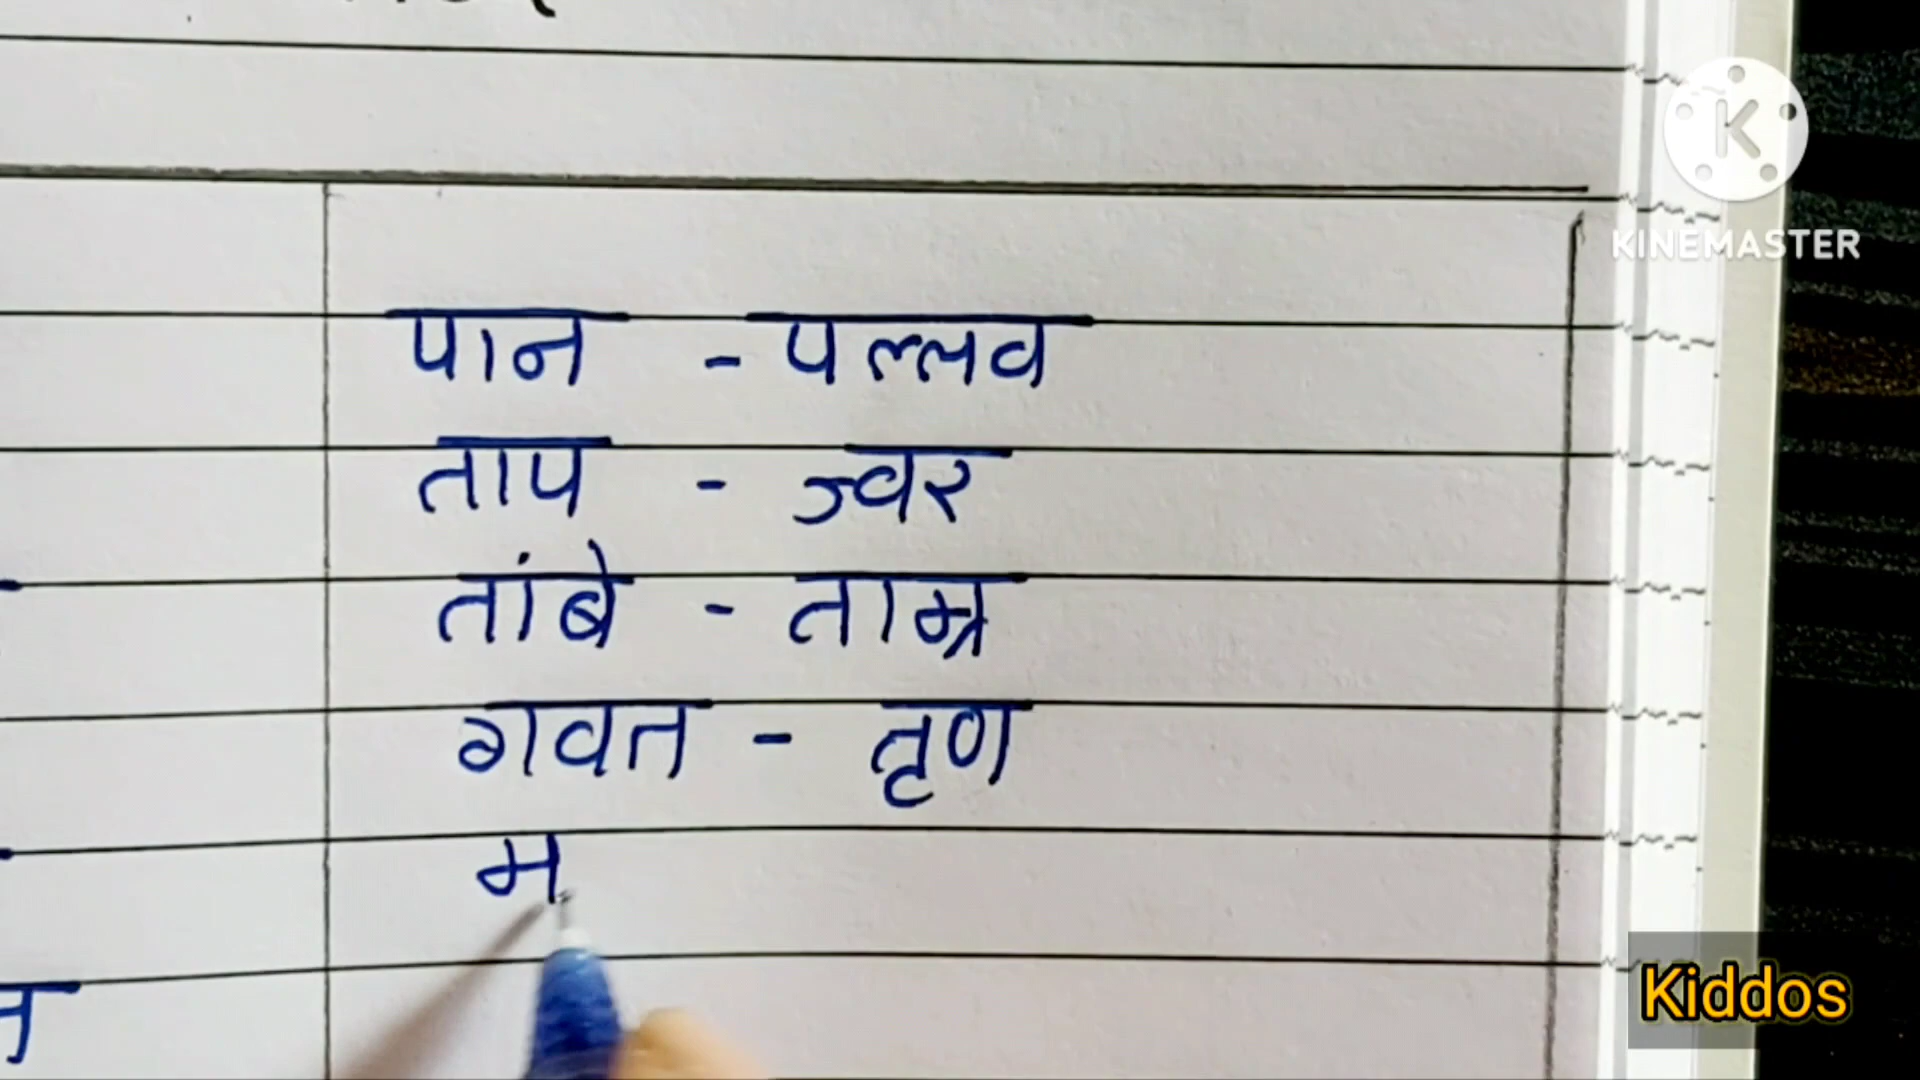 KINEMASTER
पान - पल्लव
ताप - ज्वर
तांबे - ताम्र
गवत - तृण
म
Kiddos